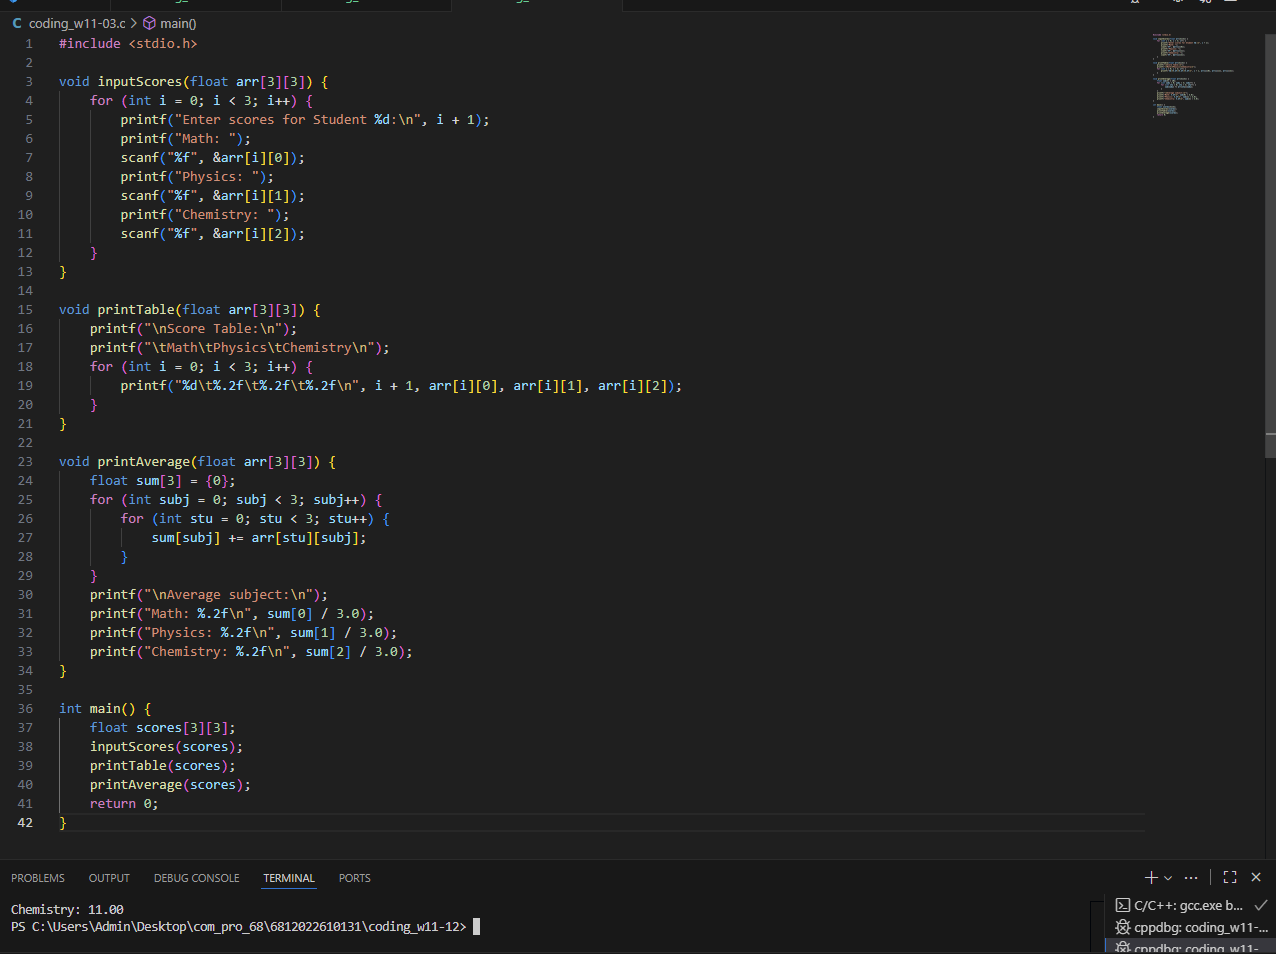 coding_w11-03.c > main()
1 #include <stdio.h>
2
3 void inputScores(float arr[3][3]) {
4     for (int i = 0; i < 3; i++) {
5         printf("Enter scores for Student %d:\n", i + 1);
6         printf("Math: ");
7         scanf("%f", &arr[i][0]);
8         printf("Physics: ");
9         scanf("%f", &arr[i][1]);
10         printf("Chemistry: ");
11         scanf("%f", &arr[i][2]);
12     }
13 }
14
15 void printTable(float arr[3][3]) {
16     printf("\nScore Table:\n");
17     printf("\tMath\tPhysics\tChemistry\n");
18     for (int i = 0; i < 3; i++) {
19         printf("%d\t%.2f\t%.2f\t%.2f\n", i + 1, arr[i][0], arr[i][1], arr[i][2]);
20     }
21 }
22
23 void printAverage(float arr[3][3]) {
24     float sum[3] = {0};
25     for (int subj = 0; subj < 3; subj++) {
26         for (int stu = 0; stu < 3; stu++) {
27             sum[subj] += arr[stu][subj];
28         }
29     }
30     printf("\nAverage subject:\n");
31     printf("Math: %.2f\n", sum[0] / 3.0);
32     printf("Physics: %.2f\n", sum[1] / 3.0);
33     printf("Chemistry: %.2f\n", sum[2] / 3.0);
34 }
35
36 int main() {
37     float scores[3][3];
38     inputScores(scores);
39     printTable(scores);
40     printAverage(scores);
41     return 0;
42 }
PROBLEMS OUTPUT DEBUG CONSOLE TERMINAL PORTS
Chemistry: 11.00
PS C:\Users\Admin\Desktop\com_pro_68\6812022610131\coding_w11-12>
C/C++: gcc.exe b...
cppdbg: coding_w11-...
cppdbg: coding_w11-